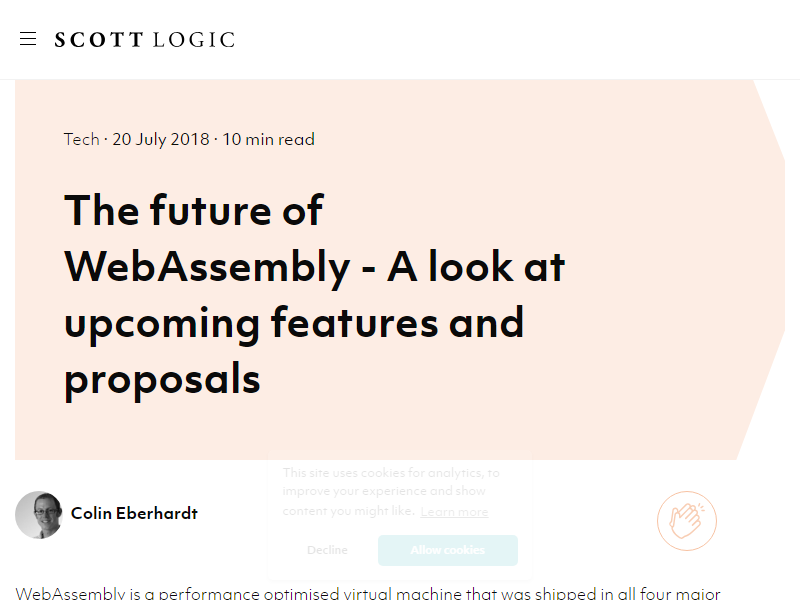 SCOTT LOGIC
Tech · 20 July 2018 · 10 min read
The future of
WebAssembly - A look at
upcoming features and
proposals
This site uses cookies for analytics, to
improve your experience and show
content you might like. Learn more
Colin Eberhardt
Decline
Allow cookies
WebAssembly is a performance optimised virtual machine that was shipped in all four major